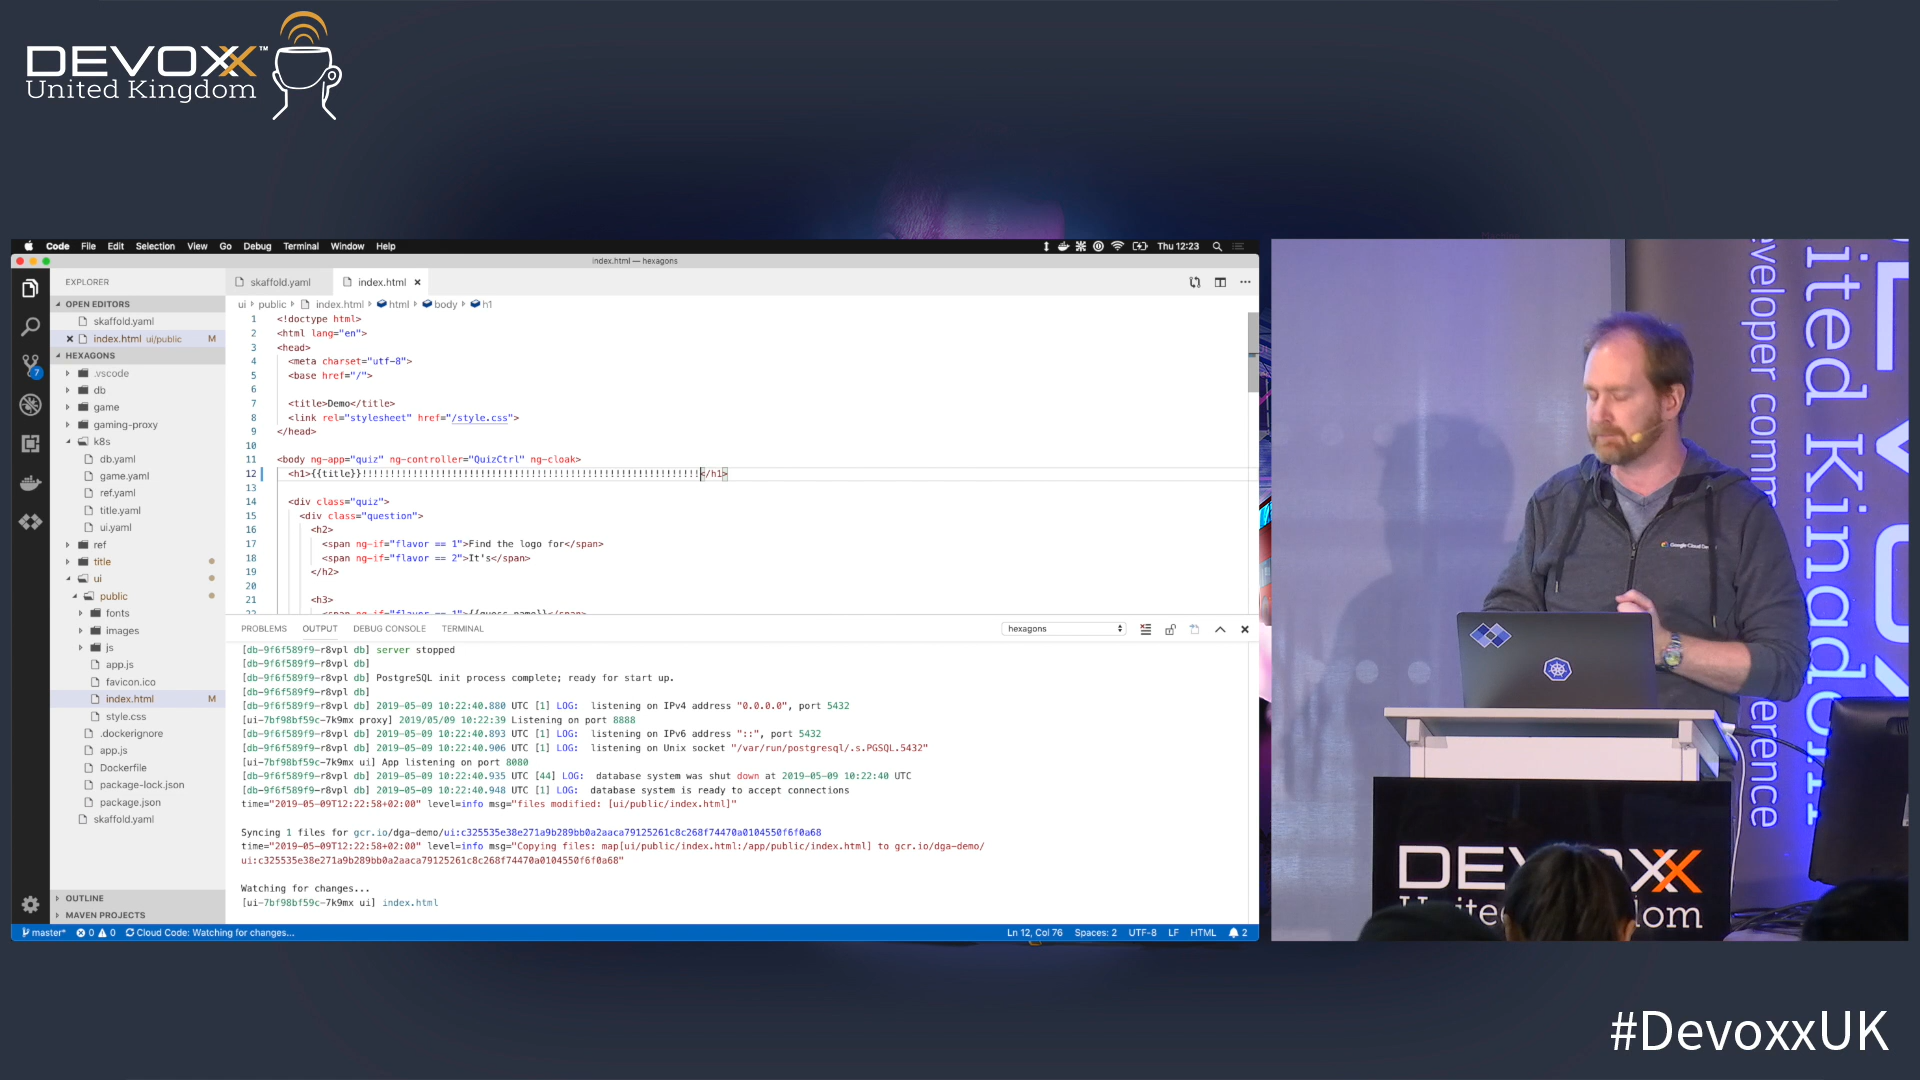 DEVOXX™
United Kingdom
Code File Edit Selection View Go Debug Terminal Window Help
Thu 12:23
index.html — hexagons
EXPLORER
OPEN EDITORS
skaffold.yaml
index.html ui/public M
HEXAGONS
.vscode
db
game
gaming-proxy
k8s
db.yaml
game.yaml
ref.yaml
title.yaml
ui.yaml
ref
title
ui
public
fonts
images
js
app.js
favicon.ico
index.html M
style.css
.dockerignore
app.js
Dockerfile
package-lock.json
package.json
skaffold.yaml
OUTLINE
MAVEN PROJECTS
7
skaffold.yaml index.html
ui public index.html html body h1
1 <!doctype html>
2 <html lang="en">
3 <head>
4 <meta charset="utf-8">
5 <base href="/">
6
7 <title>Demo</title>
8 <link rel="stylesheet" href="/style.css">
9 </head>
10
11 <body ng-app="quiz" ng-controller="QuizCtrl" ng-cloak>
12 <h1>{{title}}!!!!!!!!!!!!!!!!!!!!!!!!!!!!!!!!!!!!!!!!!!!!!!!!!!!!!!!!!!!!</h1>
13
14 <div class="quiz">
15 <div class="question">
16 <h2>
17 <span ng-if="flavor == 1">Find the logo for</span>
18 <span ng-if="flavor == 2">It's</span>
19 </h2>
20
21 <h3>
22 <span ng-if="flavor == 1">{{guess.name}}</span>
PROBLEMS OUTPUT DEBUG CONSOLE TERMINAL
hexagons
[db-9f6f589f9-r8vpl db] server stopped
[db-9f6f589f9-r8vpl db]
[db-9f6f589f9-r8vpl db] PostgreSQL init process complete; ready for start up.
[db-9f6f589f9-r8vpl db]
[db-9f6f589f9-r8vpl db] 2019-05-09 10:22:40.880 UTC [1] LOG: listening on IPv4 address "0.0.0.0", port 5432
[ui-7bf98bf59c-7k9mx proxy] 2019/05/09 10:22:39 Listening on port 8888
[db-9f6f589f9-r8vpl db] 2019-05-09 10:22:40.893 UTC [1] LOG: listening on IPv6 address "::", port 5432
[db-9f6f589f9-r8vpl db] 2019-05-09 10:22:40.906 UTC [1] LOG: listening on Unix socket "/var/run/postgresql/.s.PGSQL.5432"
[ui-7bf98bf59c-7k9mx ui] App listening on port 8080
[db-9f6f589f9-r8vpl db] 2019-05-09 10:22:40.935 UTC [44] LOG: database system was shut down at 2019-05-09 10:22:40 UTC
[db-9f6f589f9-r8vpl db] 2019-05-09 10:22:40.948 UTC [1] LOG: database system is ready to accept connections
time="2019-05-09T12:22:58+02:00" level=info msg="files modified: [ui/public/index.html]"
Syncing 1 files for gcr.io/dga-demo/ui:c325535e38e271a9b289bb0a2aaca79125261c8c268f74470a0104550f6f0a68
time="2019-05-09T12:22:58+02:00" level=info msg="Copying files: map[ui/public/index.html:/app/public/index.html] to gcr.io/dga-demo/
ui:c325535e38e271a9b289bb0a2aaca79125261c8c268f74470a0104550f6f0a68"
Watching for changes...
[ui-7bf98bf59c-7k9mx ui] index.html
master* 0 0 Cloud Code: Watching for changes... Ln 12, Col 76 Spaces: 2 UTF-8 LF HTML 2
Google Cloud
#DevoxxUK